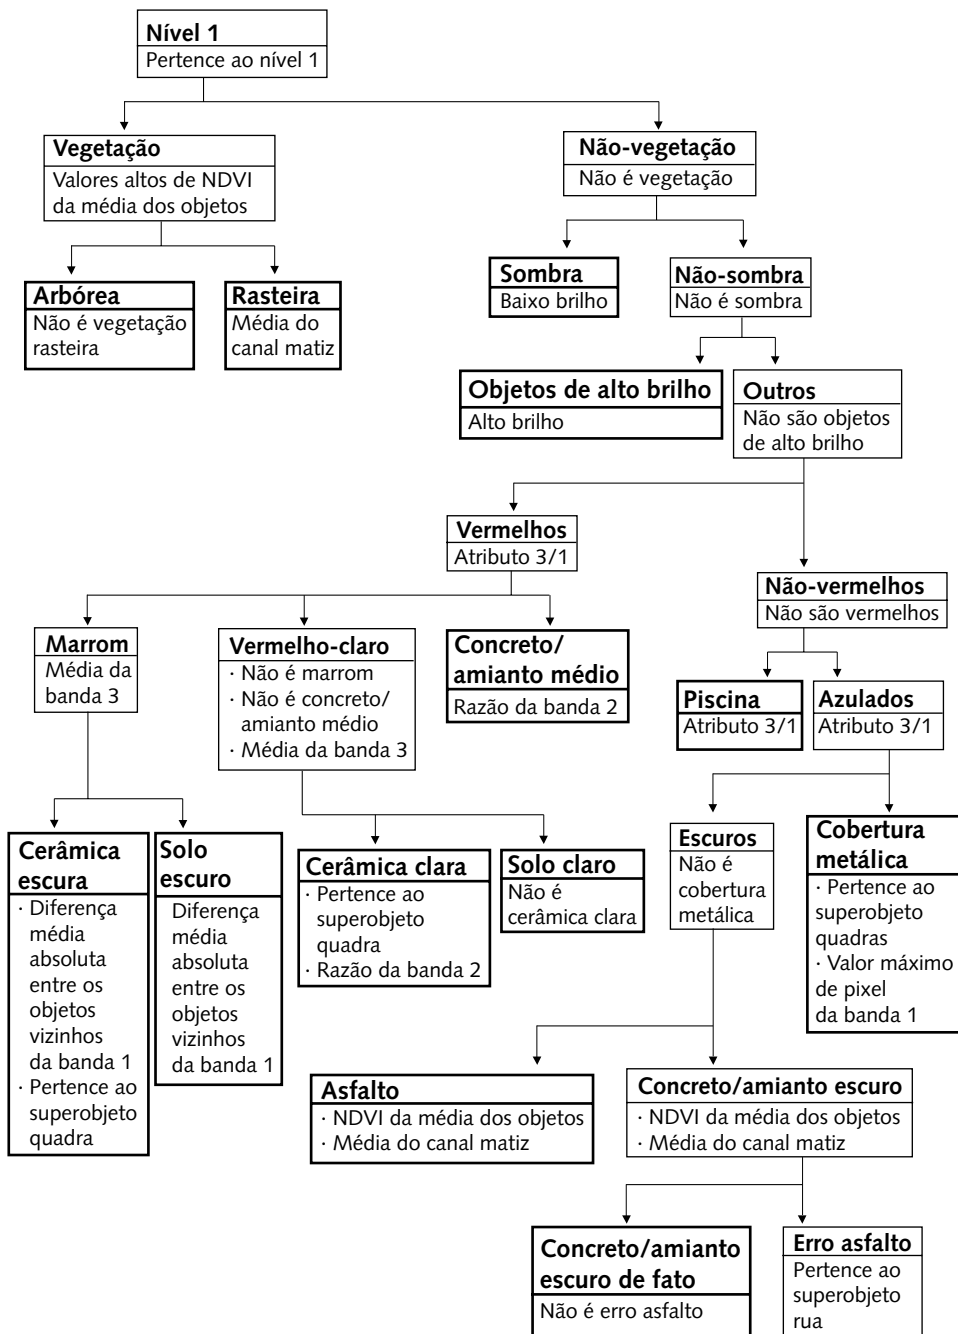 Nível 1
Pertence ao nível 1
Vegetação
Valores altos de NDVI
da média dos objetos
Não-vegetação
Não é vegetação
Arbórea
Não é vegetação
rasteira
Rasteira
Média do
canal matiz
Sombra
Baixo brilho
Não-sombra
Não é sombra
Objetos de alto brilho
Alto brilho
Outros
Não são objetos
de alto brilho
Vermelhos
Atributo 3/1
Não-vermelhos
Não são vermelhos
Marrom
Média da
banda 3
Vermelho-claro
· Não é marrom
· Não é concreto/
amianto médio
· Média da banda 3
Concreto/
amianto médio
Razão da banda 2
Piscina
Atributo 3/1
Azulados
Atributo 3/1
Cerâmica
escura
· Diferença
média
absoluta
entre os
objetos
vizinhos
da banda 1
· Pertence ao
superobjeto
quadra
Solo
escuro
Diferença
média
absoluta
entre os
objetos
vizinhos
da banda 1
Cerâmica clara
· Pertence ao
superobjeto
quadra
· Razão da banda 2
Solo claro
Não é
cerâmica clara
Escuros
Não é
cobertura
metálica
Cobertura
metálica
· Pertence ao
superobjeto
quadras
· Valor máximo
de pixel
da banda 1
Asfalto
· NDVI da média dos objetos
· Média do canal matiz
Concreto/amianto escuro
· NDVI da média dos objetos
· Média do canal matiz
Concreto/amianto
escuro de fato
Não é erro asfalto
Erro asfalto
Pertence ao
superobjeto
rua